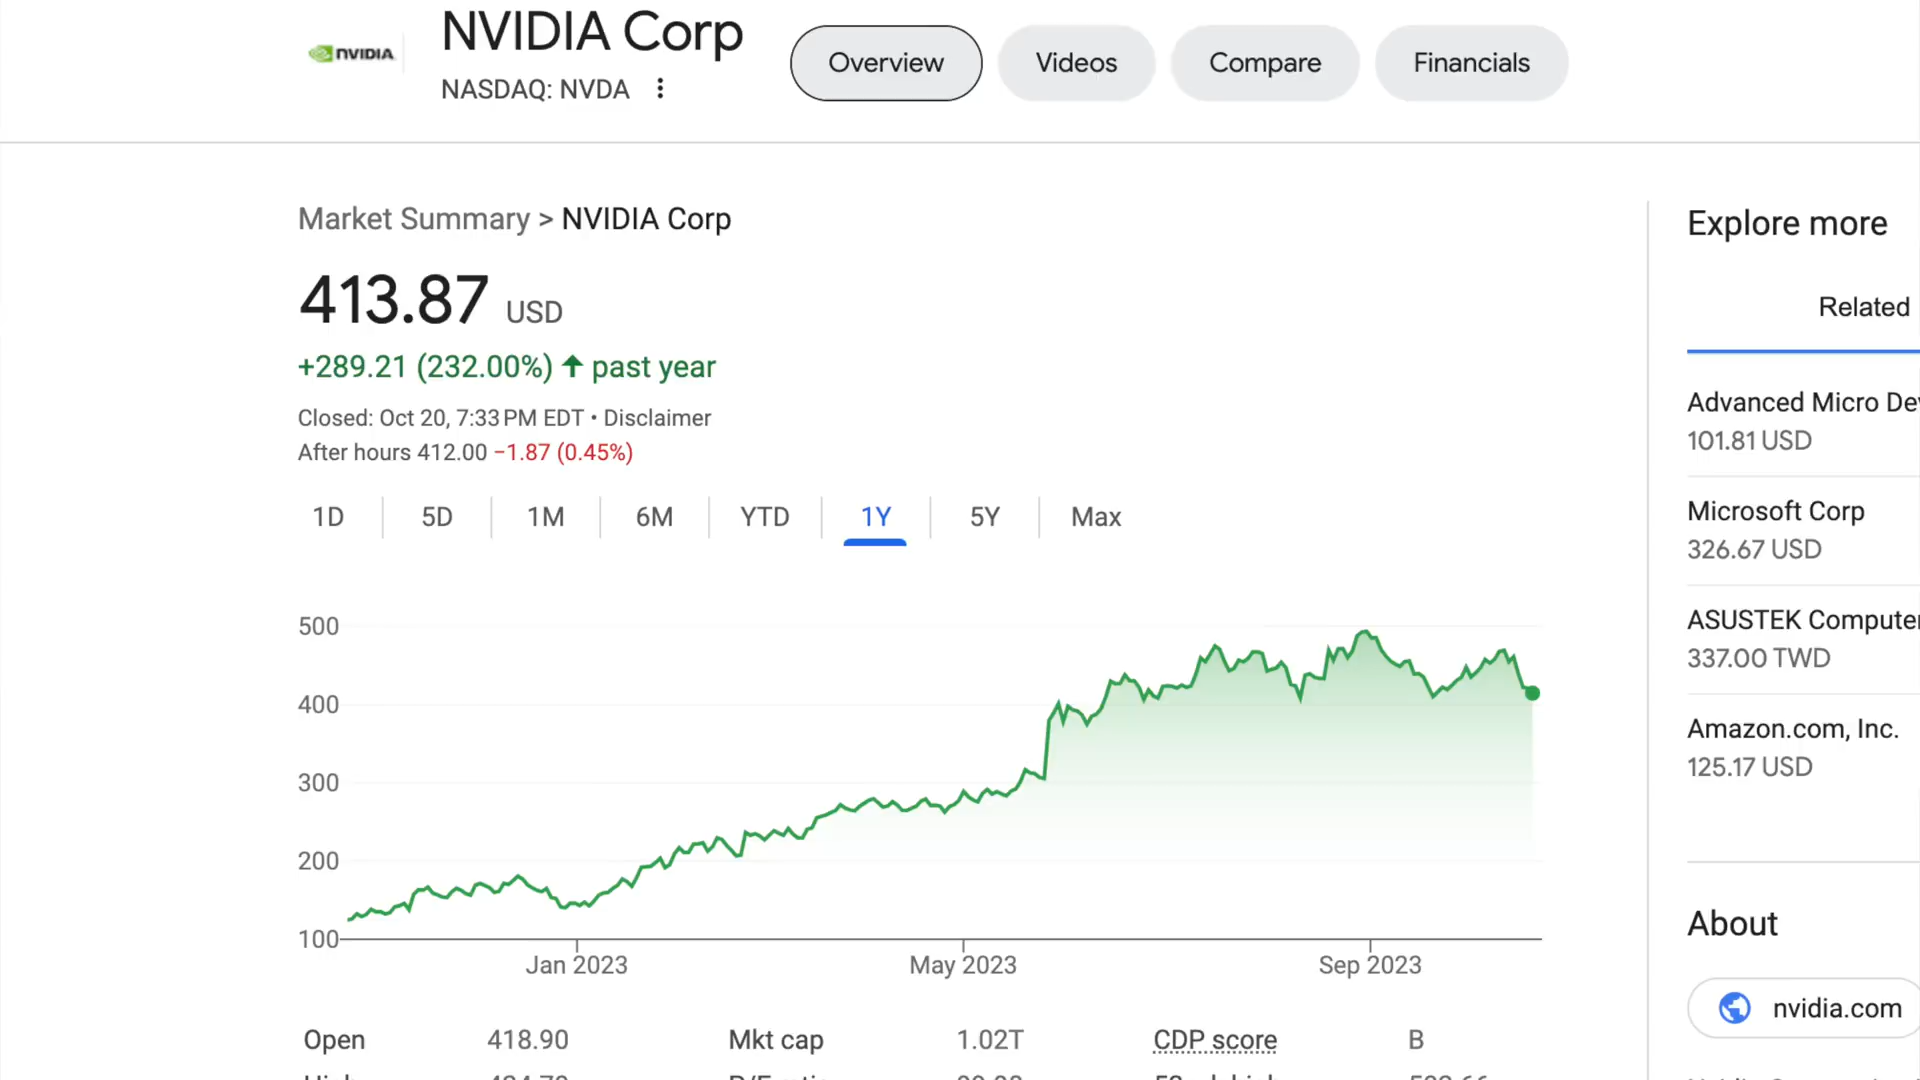 NVIDIA
NVIDIA Corp
NASDAQ: NVDA
Overview
Videos
Compare
Financials
Market Summary > NVIDIA Corp
413.87 USD
+289.21 (232.00%) past year
Closed: Oct 20, 7:33 PM EDT • Disclaimer
After hours 412.00 −1.87 (0.45%)
1D 5D 1M 6M YTD 1Y 5Y Max
500
400
300
200
100
Jan 2023 May 2023 Sep 2023
Open 418.90 Mkt cap 1.02T CDP score B
Explore more
Related
Advanced Micro De
101.81 USD
Microsoft Corp
326.67 USD
ASUSTEK Computer
337.00 TWD
Amazon.com, Inc.
125.17 USD
About
nvidia.com